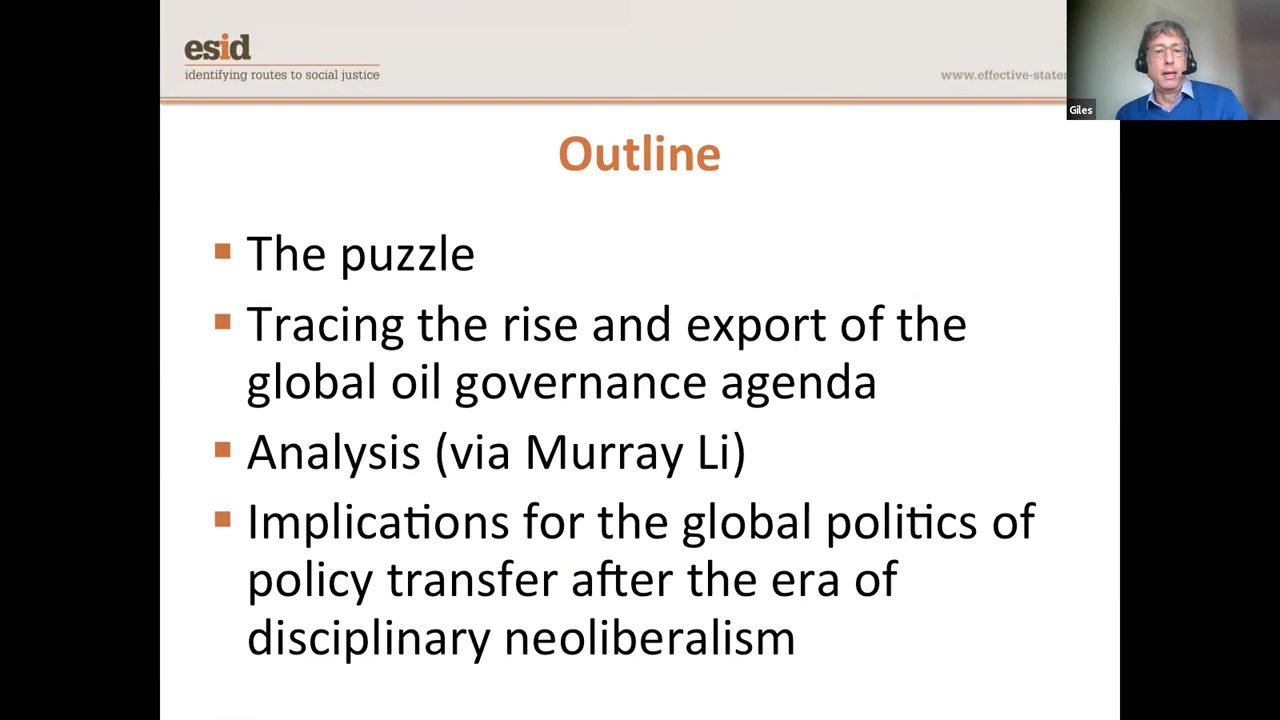 esid
identifying routes to social justice
www.effective-states
Giles
Outline
▪ The puzzle
▪ Tracing the rise and export of the
global oil governance agenda
▪ Analysis (via Murray Li)
▪ Implications for the global politics of
policy transfer after the era of
disciplinary neoliberalism